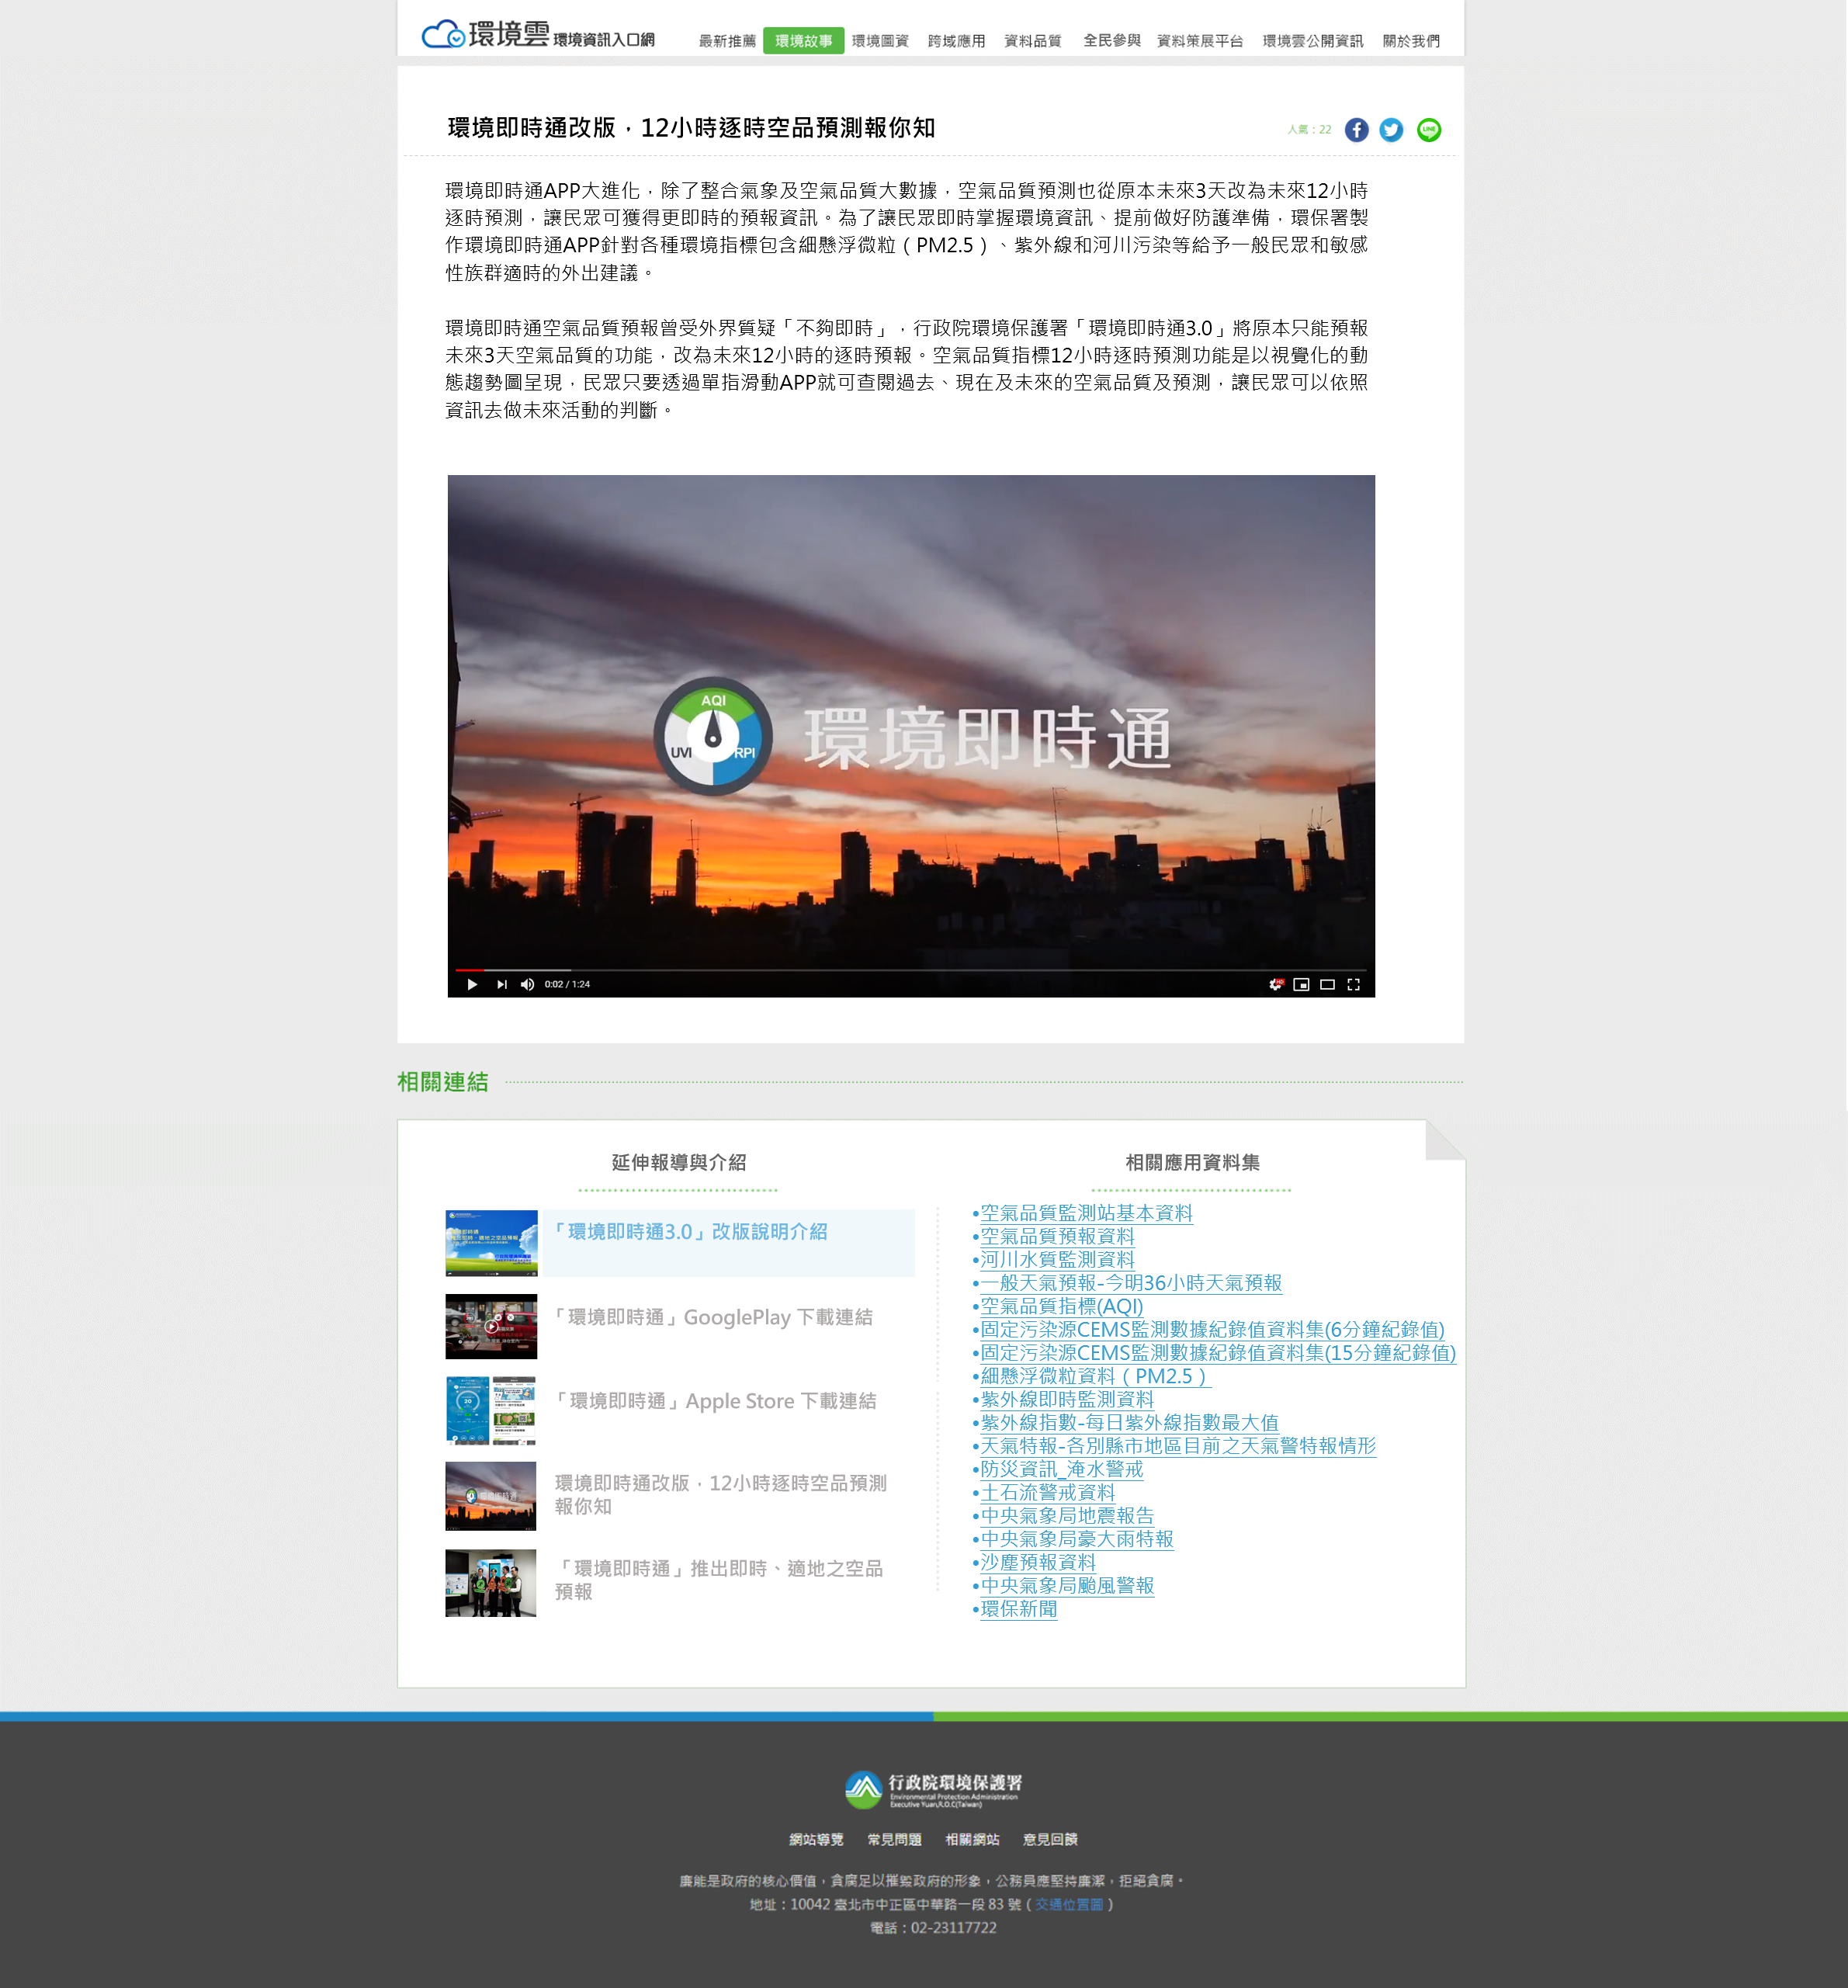 環境雲 環境資訊入口網
最新推薦 環境故事 環境圖資 跨域應用 資料品質 全民參與 資料策展平台 環境雲公開資訊 關於我們
環境即時通改版，12小時逐時空品預測報你知
人氣：22
LINE
環境即時通APP大進化，除了整合氣象及空氣品質大數據，空氣品質預測也從原本未來3天改為未來12小時
逐時預測，讓民眾可獲得更即時的預報資訊。為了讓民眾即時掌握環境資訊、提前做好防護準備，環保署製
作環境即時通APP針對各種環境指標包含細懸浮微粒（PM2.5）、紫外線和河川污染等給予一般民眾和敏感
性族群適時的外出建議。
環境即時通空氣品質預報曾受外界質疑「不夠即時」，行政院環境保護署「環境即時通3.0」將原本只能預報
未來3天空氣品質的功能，改為未來12小時的逐時預報。空氣品質指標12小時逐時預測功能是以視覺化的動
態趨勢圖呈現，民眾只要透過單指滑動APP就可查閱過去、現在及未來的空氣品質及預測，讓民眾可以依照
資訊去做未來活動的判斷。
AQI
UVI RPI
環境即時通
0:02 / 1:24
HD
相關連結
延伸報導與介紹
「環境即時通3.0」改版說明介紹
「環境即時通」GooglePlay 下載連結
「環境即時通」Apple Store 下載連結
環境即時通改版，12小時逐時空品預測
報你知
「環境即時通」推出即時、適地之空品
預報
相關應用資料集
•空氣品質監測站基本資料
•空氣品質預報資料
•河川水質監測資料
•一般天氣預報-今明36小時天氣預報
•空氣品質指標(AQI)
•固定污染源CEMS監測數據紀錄值資料集(6分鐘紀錄值)
•固定污染源CEMS監測數據紀錄值資料集(15分鐘紀錄值)
•細懸浮微粒資料（PM2.5）
•紫外線即時監測資料
•紫外線指數-每日紫外線指數最大值
•天氣特報-各別縣市地區目前之天氣警特報情形
•防災資訊_淹水警戒
•土石流警戒資料
•中央氣象局地震報告
•中央氣象局豪大雨特報
•沙塵預報資料
•中央氣象局颱風警報
•環保新聞
行政院環境保護署
Environmental Protection Administration
Executive Yuan,R.O.C(Taiwan)
網站導覽 常見問題 相關網站 意見回饋
廉能是政府的核心價值，貪腐足以摧毀政府的形象，公務員應堅持廉潔，拒絕貪腐。
地址：10042 臺北市中正區中華路一段 83 號（交通位置圖）
電話：02-23117722